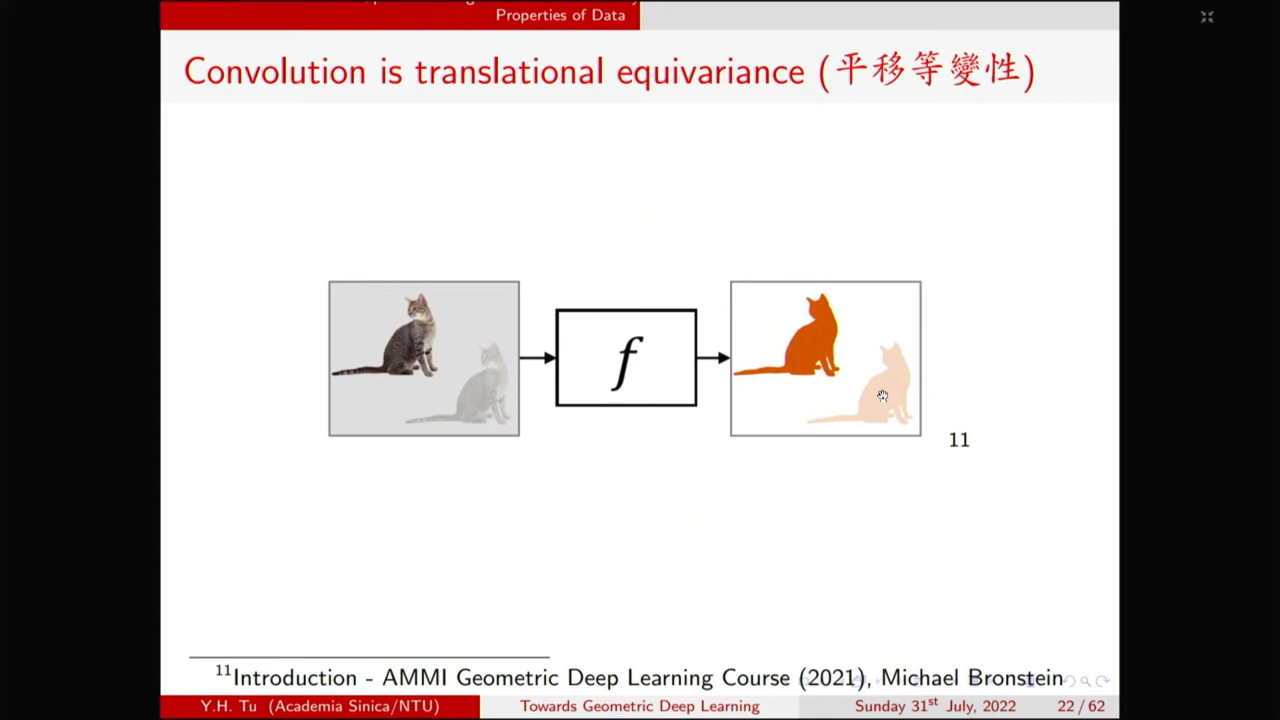 Properties of Data
Convolution is translational equivariance (平移等變性)
f
11
11Introduction - AMMI Geometric Deep Learning Course (2021), Michael Bronstein
Y.H. Tu (Academia Sinica/NTU)
Towards Geometric Deep Learning
Sunday 31st July, 2022
22 / 62